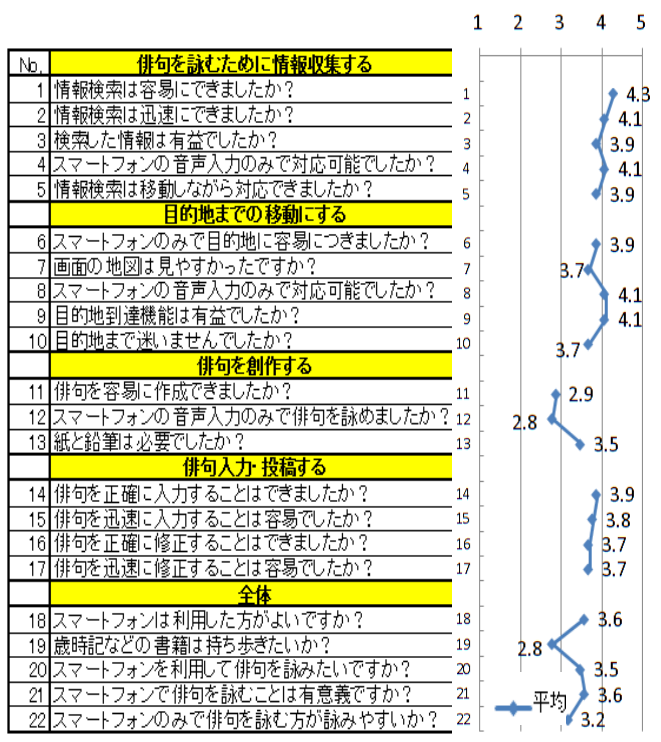 1 2 3 4 5
No. 俳句を詠むために情報収集する
1 情報検索は容易にできましたか？ 1 4.3
2 情報検索は迅速にできましたか？ 2 4.1
3 検索した情報は有益でしたか？ 3 3.9
4 スマートフォンの音声入力のみで対応可能でしたか？ 4 4.1
5 情報検索は移動しながら対応できましたか？ 5 3.9
目的地までの移動にする
6 スマートフォンのみで目的地に容易につきましたか？ 6 3.9
7 画面の地図は見やすかったですか？ 7 3.7
8 スマートフォンの音声入力のみで対応可能でしたか？ 8 4.1
9 目的地到達機能は有益でしたか？ 9 4.1
10 目的地まで迷いませんでしたか？ 10 3.7
俳句を創作する
11 俳句を容易に作成できましたか？ 11 2.9
12 スマートフォンの音声入力のみで俳句を詠めましたか？ 12 2.8
13 紙と鉛筆は必要でしたか？ 13 3.5
俳句入力・投稿する
14 俳句を正確に入力することはできましたか？ 14 3.9
15 俳句を迅速に入力することは容易でしたか？ 15 3.8
16 俳句を正確に修正することはできましたか？ 16 3.7
17 俳句を迅速に修正することは容易でしたか？ 17 3.7
全体
18 スマートフォンは利用した方がよいですか？ 18 3.6
19 歳時記などの書籍は持ち歩きたいか？ 19 2.8
20 スマートフォンを利用して俳句を詠みたいですか？ 20 3.5
21 スマートフォンで俳句を詠むことは有意義ですか？ 21 平均 3.6
22 スマートフォンのみで俳句を詠む方が詠みやすいか？ 22 3.2